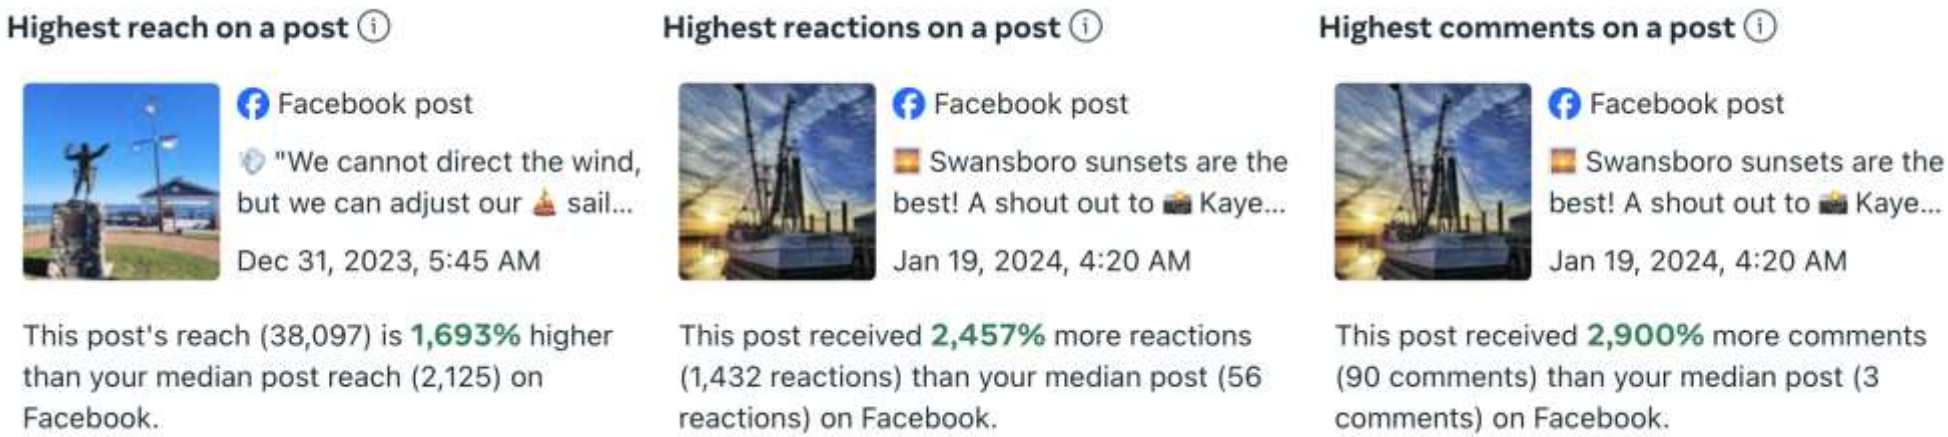 Highest reach on a post
Facebook post
"We cannot direct the wind,
but we can adjust our ⛵ sail...
Dec 31, 2023, 5:45 AM
This post's reach (38,097) is 1,693% higher
than your median post reach (2,125) on
Facebook.
Highest reactions on a post
Facebook post
🌅 Swansboro sunsets are the
best! A shout out to 📸 Kaye...
Jan 19, 2024, 4:20 AM
This post received 2,457% more reactions
(1,432 reactions) than your median post (56
reactions) on Facebook.
Highest comments on a post
Facebook post
🌅 Swansboro sunsets are the
best! A shout out to 📸 Kaye...
Jan 19, 2024, 4:20 AM
This post received 2,900% more comments
(90 comments) than your median post (3
comments) on Facebook.